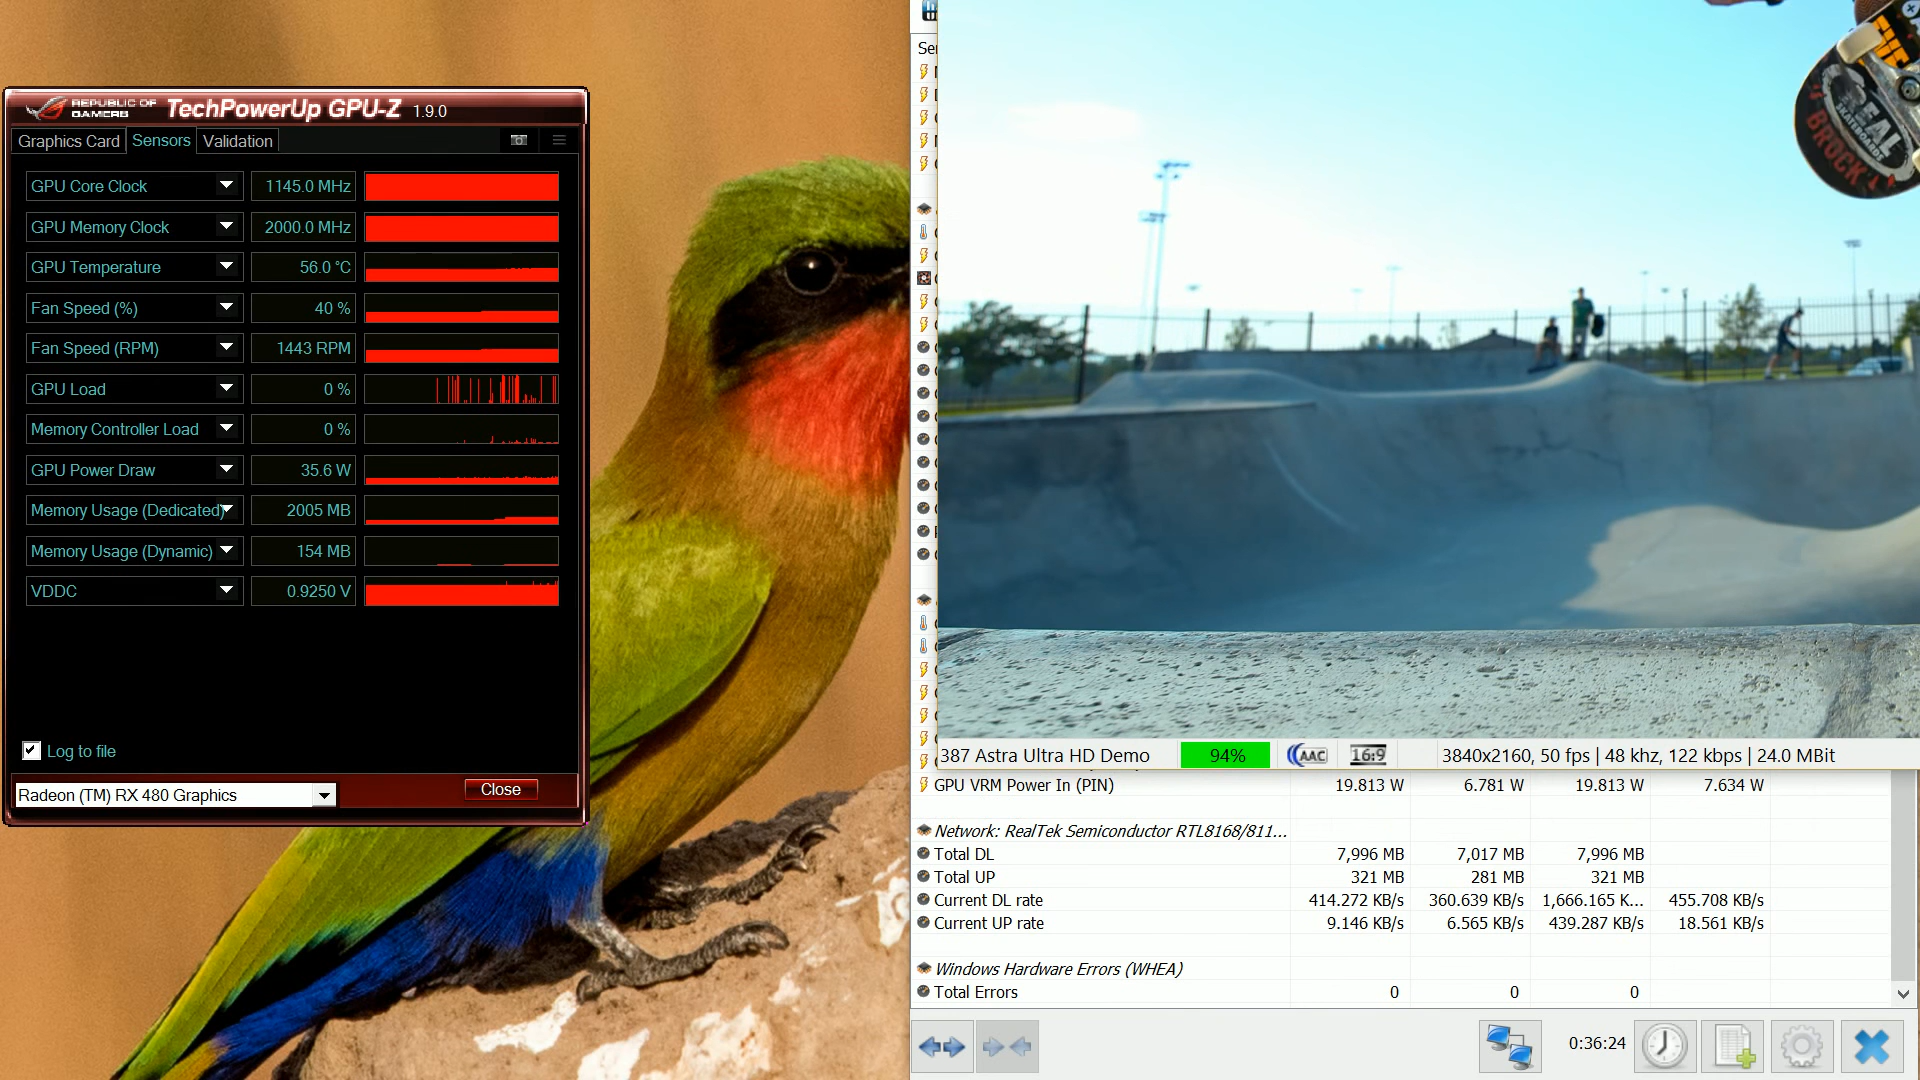 REPUBLIC OF GAMERS TechPowerUp GPU-Z 1.9.0
Graphics Card Sensors Validation
GPU Core Clock 1145.0 MHz
GPU Memory Clock 2000.0 MHz
GPU Temperature 56.0 °C
Fan Speed (%) 40 %
Fan Speed (RPM) 1443 RPM
GPU Load 0 %
Memory Controller Load 0 %
GPU Power Draw 35.6 W
Memory Usage (Dedicated) 2005 MB
Memory Usage (Dynamic) 154 MB
VDDC 0.9250 V
Log to file
Radeon (TM) RX 480 Graphics Close
REAL
SKATEBOARDS
BROCK
387 Astra Ultra HD Demo 94% AAC 16:9 3840x2160, 50 fps | 48 khz, 122 kbps | 24.0 MBit
GPU VRM Power In (PIN) 19.813 W 6.781 W 19.813 W 7.634 W
Network: RealTek Semiconductor RTL8168/811...
Total DL 7,996 MB 7,017 MB 7,996 MB
Total UP 321 MB 281 MB 321 MB
Current DL rate 414.272 KB/s 360.639 KB/s 1,666.165 K... 455.708 KB/s
Current UP rate 9.146 KB/s 6.565 KB/s 439.287 KB/s 18.561 KB/s
Windows Hardware Errors (WHEA)
Total Errors 0 0 0
0:36:24